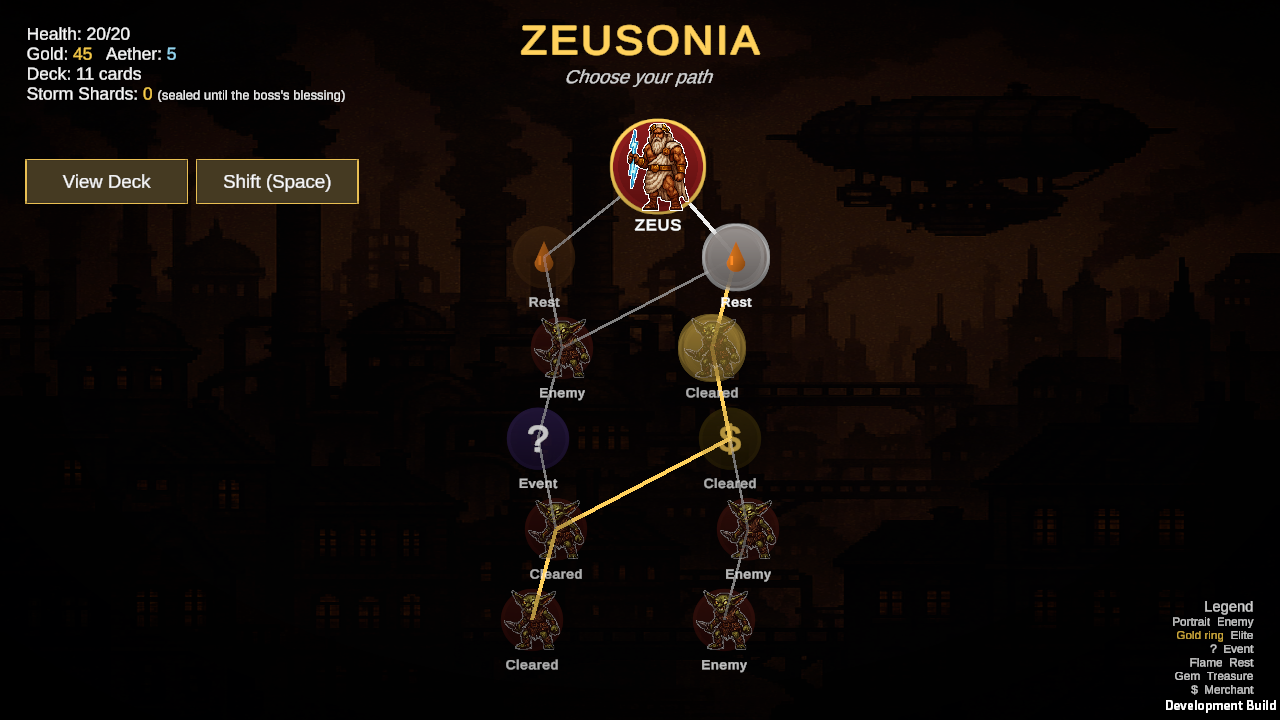 Health: 20/20
Gold: 45 Aether: 5
Deck: 11 cards
Storm Shards: 0 (sealed until the boss's blessing)
ZEUSONIA
Choose your path
View Deck
Shift (Space)
ZEUS
Rest
Rest
Enemy
Cleared
?
$
Event
Cleared
Cleared
Enemy
Cleared
Enemy
Legend
Portrait Enemy
Gold ring Elite
? Event
Flame Rest
Gem Treasure
$ Merchant
Development Build